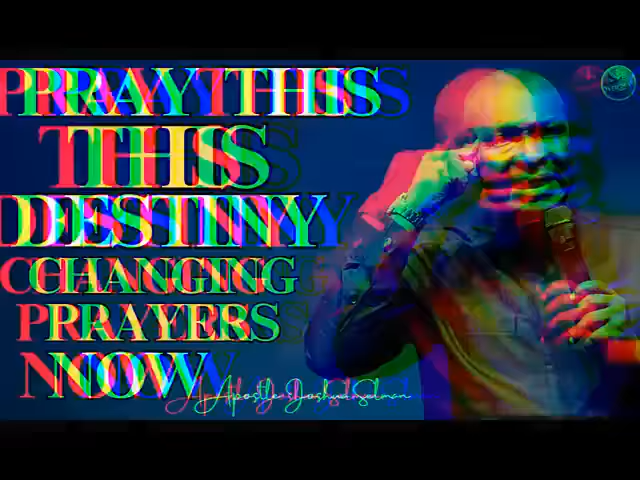 PRAY THIS
THIS
DESTINY
CHANGING
PRAYERS
NOW
Apostle Joshua Selman